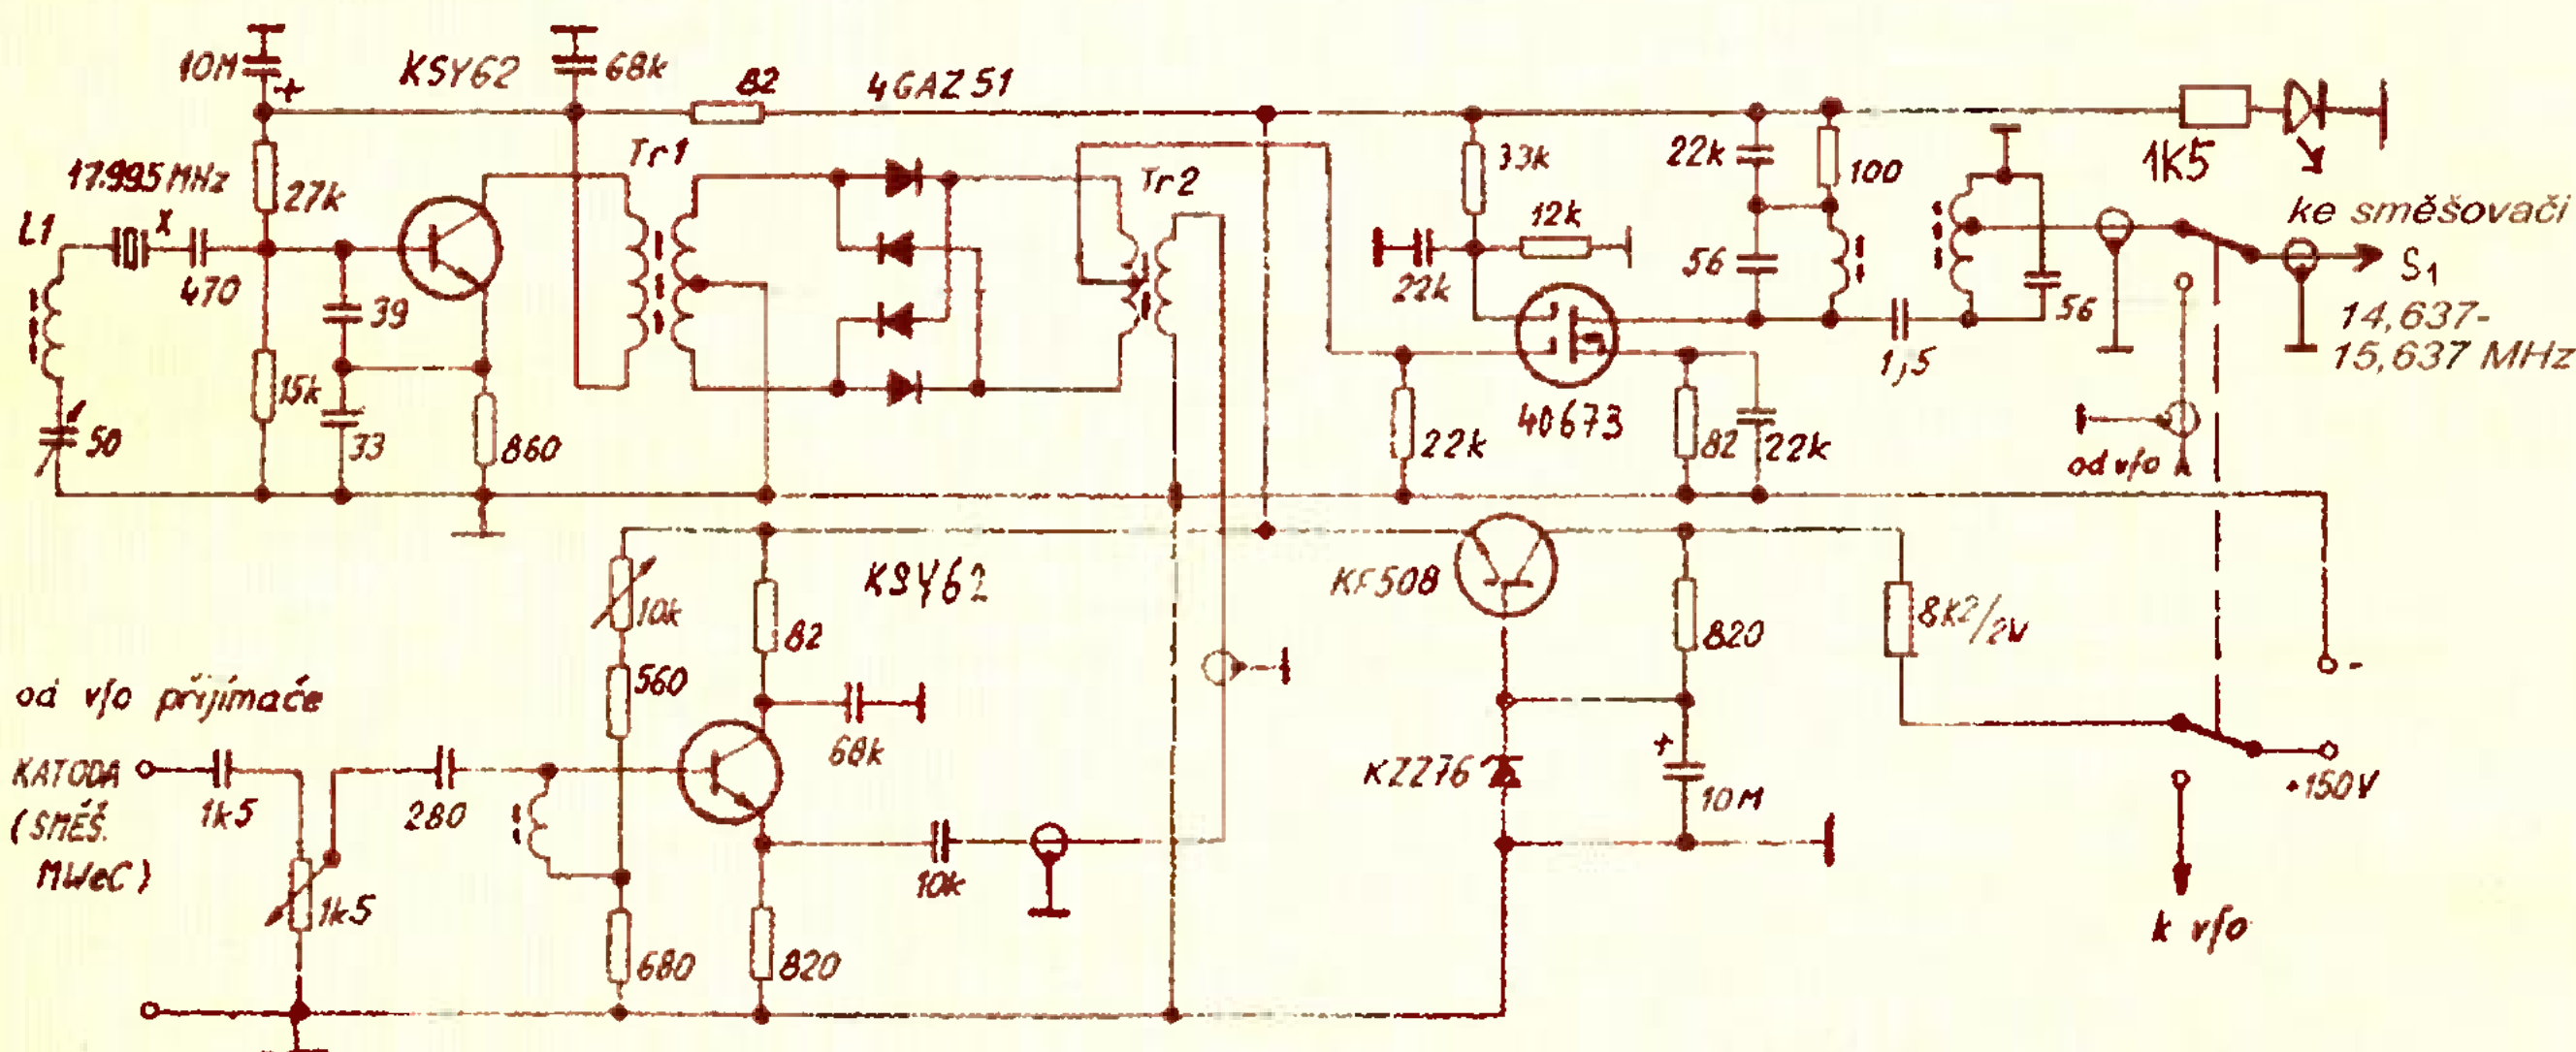 10M
+
KSY62
68k
82
4GAZ51
17.995 MHz
x
27k
Tr1
Tr2
33k
22k
100
1K5
L1
470
39
12k
22k
56
ke směšovači
S1
56
14,637-
15,637 MHz
1,5
50
15k
33
860
22k
40673
82
22k
od vfo
KSY62
10k
82
KF508
820
8k2/2W
-
od vfo přijímače
560
KATODA
(SMĚŠ.
MWeC)
1k5
280
68k
KZZ76
+
10M
+150V
1k5
10k
680
820
k vfo